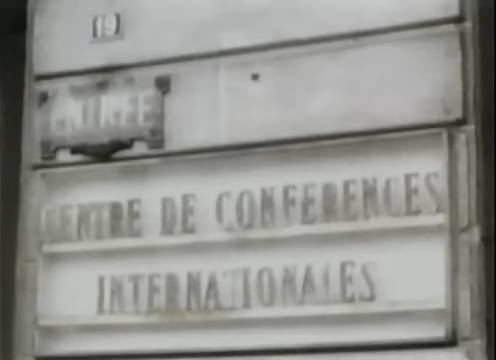 19
ENTREE
CENTRE DE CONFERENCES
INTERNATIONALES